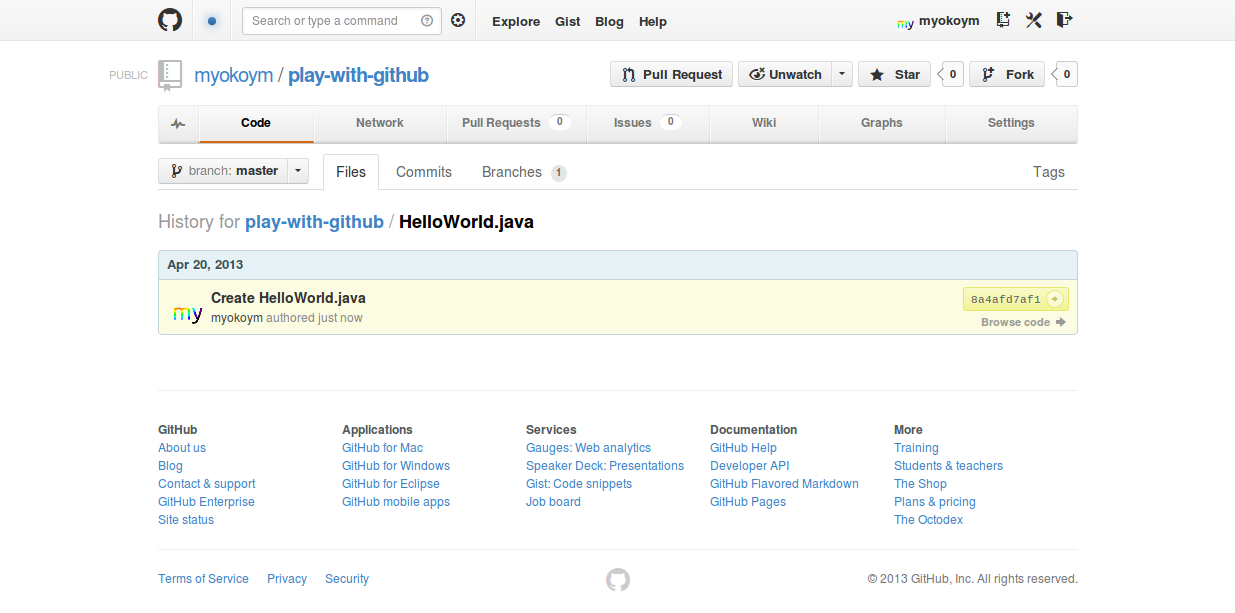 Search or type a command
Explore Gist Blog Help
my myokoym
PUBLIC myokoym / play-with-github
Pull Request Unwatch Star 0 Fork 0
Code Network Pull Requests 0 Issues 0 Wiki Graphs Settings
branch: master Files Commits Branches 1 Tags
History for play-with-github / HelloWorld.java
Apr 20, 2013
Create HelloWorld.java
8a4afd7af1
my myokoym authored just now
Browse code
GitHub
About us
Blog
Contact & support
GitHub Enterprise
Site status
Applications
GitHub for Mac
GitHub for Windows
GitHub for Eclipse
GitHub mobile apps
Services
Gauges: Web analytics
Speaker Deck: Presentations
Gist: Code snippets
Job board
Documentation
GitHub Help
Developer API
GitHub Flavored Markdown
GitHub Pages
More
Training
Students & teachers
The Shop
Plans & pricing
The Octodex
Terms of Service Privacy Security
© 2013 GitHub, Inc. All rights reserved.